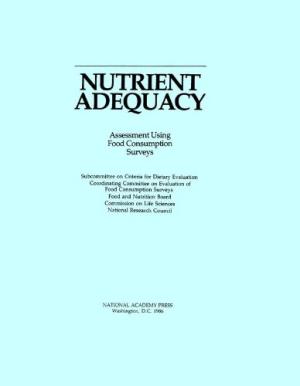 NUTRIENT
ADEQUACY
Assessment Using
Food Consumption
Surveys
Subcommittee on Criteria for Dietary Evaluation
Coordinating Committee on Evaluation of
Food Consumption Surveys
Food and Nutrition Board
Commission on Life Sciences
National Research Council
NATIONAL ACADEMY PRESS
Washington, D.C. 1986